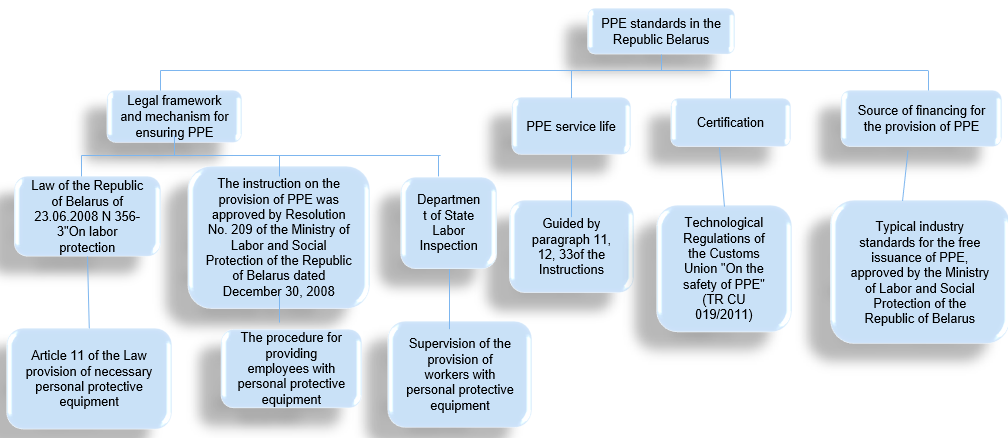 PPE standards in the
Republic Belarus
Legal framework
and mechanism for
ensuring PPE
PPE service life
Certification
Source of financing for
the provision of PPE
Law of the Republic
of Belarus of
23.06.2008 N 356-
3"On labor
protection
The instruction on the
provision of PPE was
approved by Resolution
No. 209 of the Ministry of
Labor and Social
Protection of the Republic
of Belarus dated
December 30, 2008
Departmen
t of State
Labor
Inspection
Guided by
paragraph 11,
12, 33of the
Instructions
Technological
Regulations of
the Customs
Union "On the
safety of PPE"
(TR CU
019/2011)
Typical industry
standards for the free
issuance of PPE,
approved by the Ministry
of Labor and Social
Protection of the
Republic of Belarus
Article 11 of the Law
provision of necessary
personal protective
equipment
The procedure for
providing
employees with
personal protective
equipment
Supervision of the
provision of
workers with
personal protective
equipment